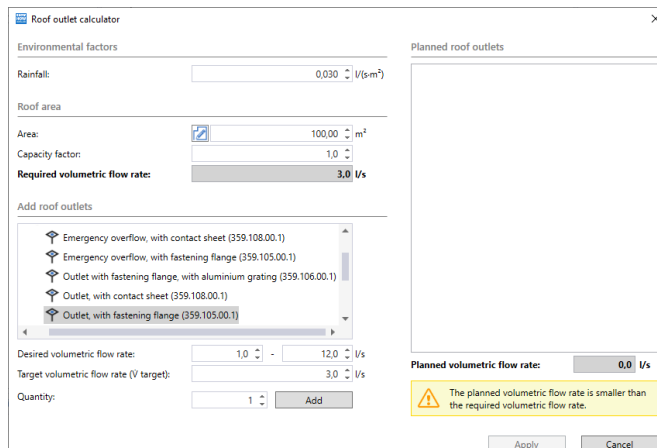 Roof outlet calculator
Environmental factors
Rainfall: 0,030 l/(s·m²)
Roof area
Area: 100,00 m²
Capacity factor: 1,0
Required volumetric flow rate: 3,0 l/s
Add roof outlets
Emergency overflow, with contact sheet (359.108.00.1)
Emergency overflow, with fastening flange (359.105.00.1)
Outlet with fastening flange, with aluminium grating (359.106.00.1)
Outlet, with contact sheet (359.108.00.1)
Outlet, with fastening flange (359.105.00.1)
Desired volumetric flow rate: 1,0 - 12,0 l/s
Target volumetric flow rate (V̇ target): 3,0 l/s
Quantity: 1 Add
Planned roof outlets
Planned volumetric flow rate: 0,0 l/s
The planned volumetric flow rate is smaller than
the required volumetric flow rate.
Apply Cancel